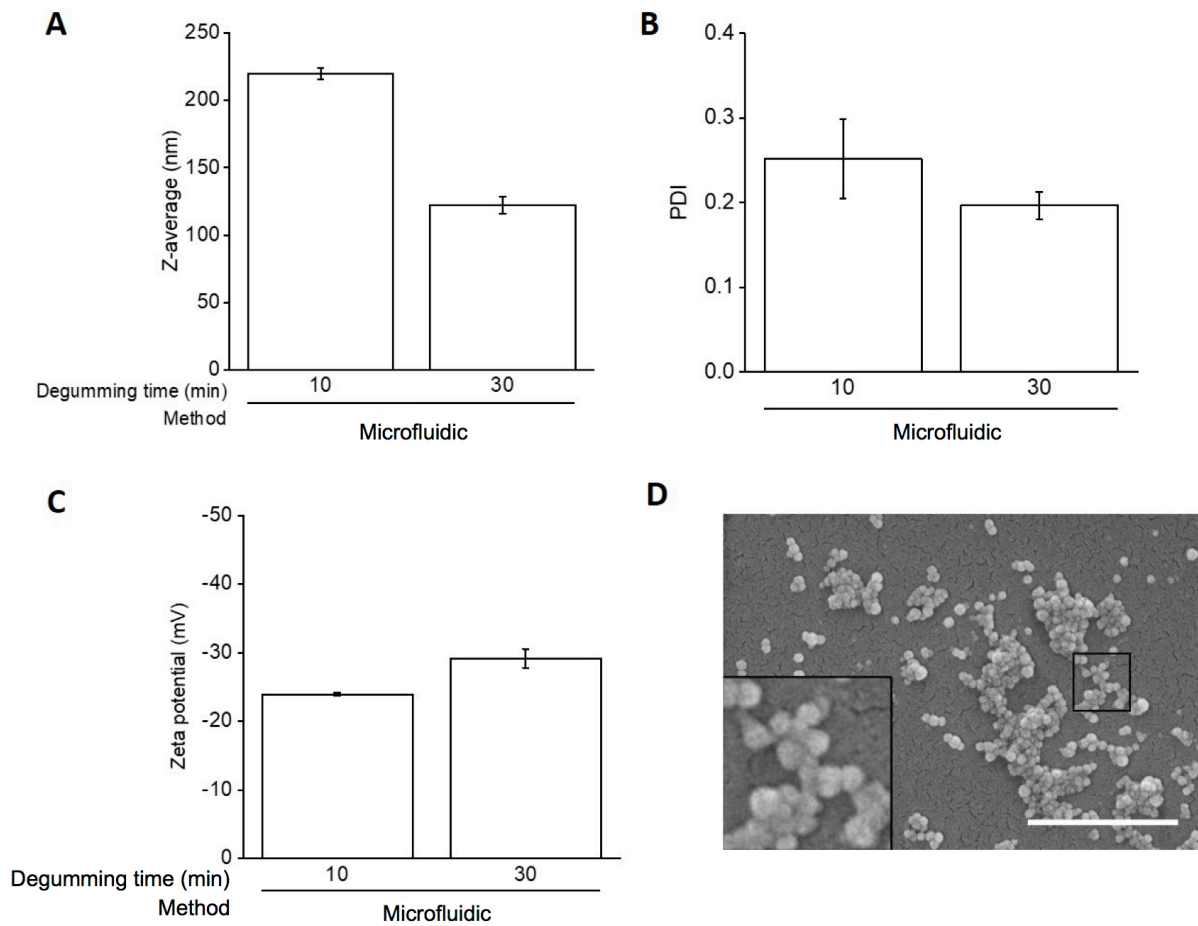 A
250
200
150
100
50
0
Z-average (nm)
Degumming time (min) 10 30
Method
Microfluidic
B
0.4
0.3
0.2
0.1
0.0
PDI
10 30
Microfluidic
C
-50
-40
-30
-20
-10
0
Zeta potential (mV)
Degumming time (min) 10 30
Method
Microfluidic
D